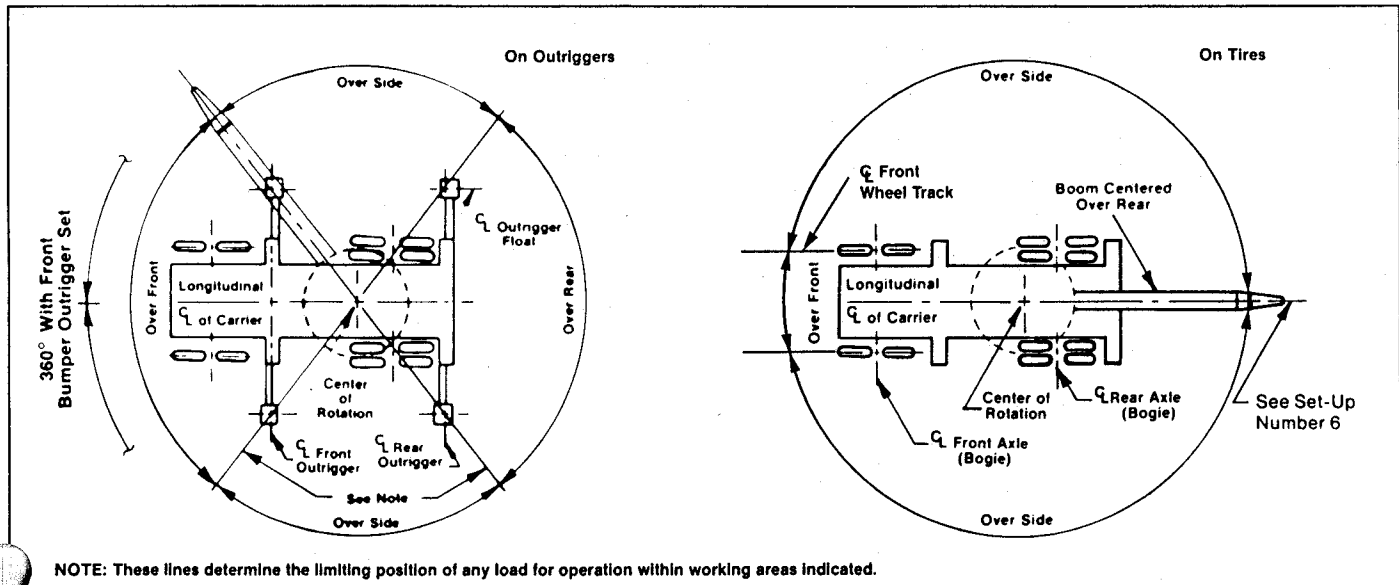 On Outriggers
Over Side
360° With Front
Bumper Outrigger Set
Over Front
Longitudinal
℄ of Carrier
℄ Outrigger
Float
Over Rear
Center
of
Rotation
℄ Front
Outrigger
℄ Rear
Outrigger
See Note
Over Side
On Tires
Over Side
℄ Front
Wheel Track
Boom Centered
Over Rear
Over Front
Longitudinal
℄ of Carrier
Center of
Rotation
℄ Rear Axle
(Bogie)
See Set-Up
Number 6
℄ Front Axle
(Bogie)
Over Side
NOTE: These lines determine the limiting position of any load for operation within working areas indicated.